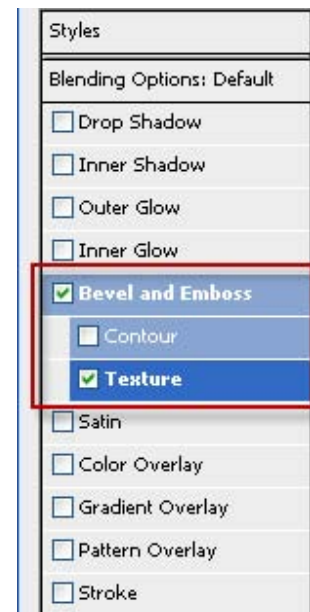 Styles
Blending Options: Default
Drop Shadow
Inner Shadow
Outer Glow
Inner Glow
Bevel and Emboss
Contour
Texture
Satin
Color Overlay
Gradient Overlay
Pattern Overlay
Stroke